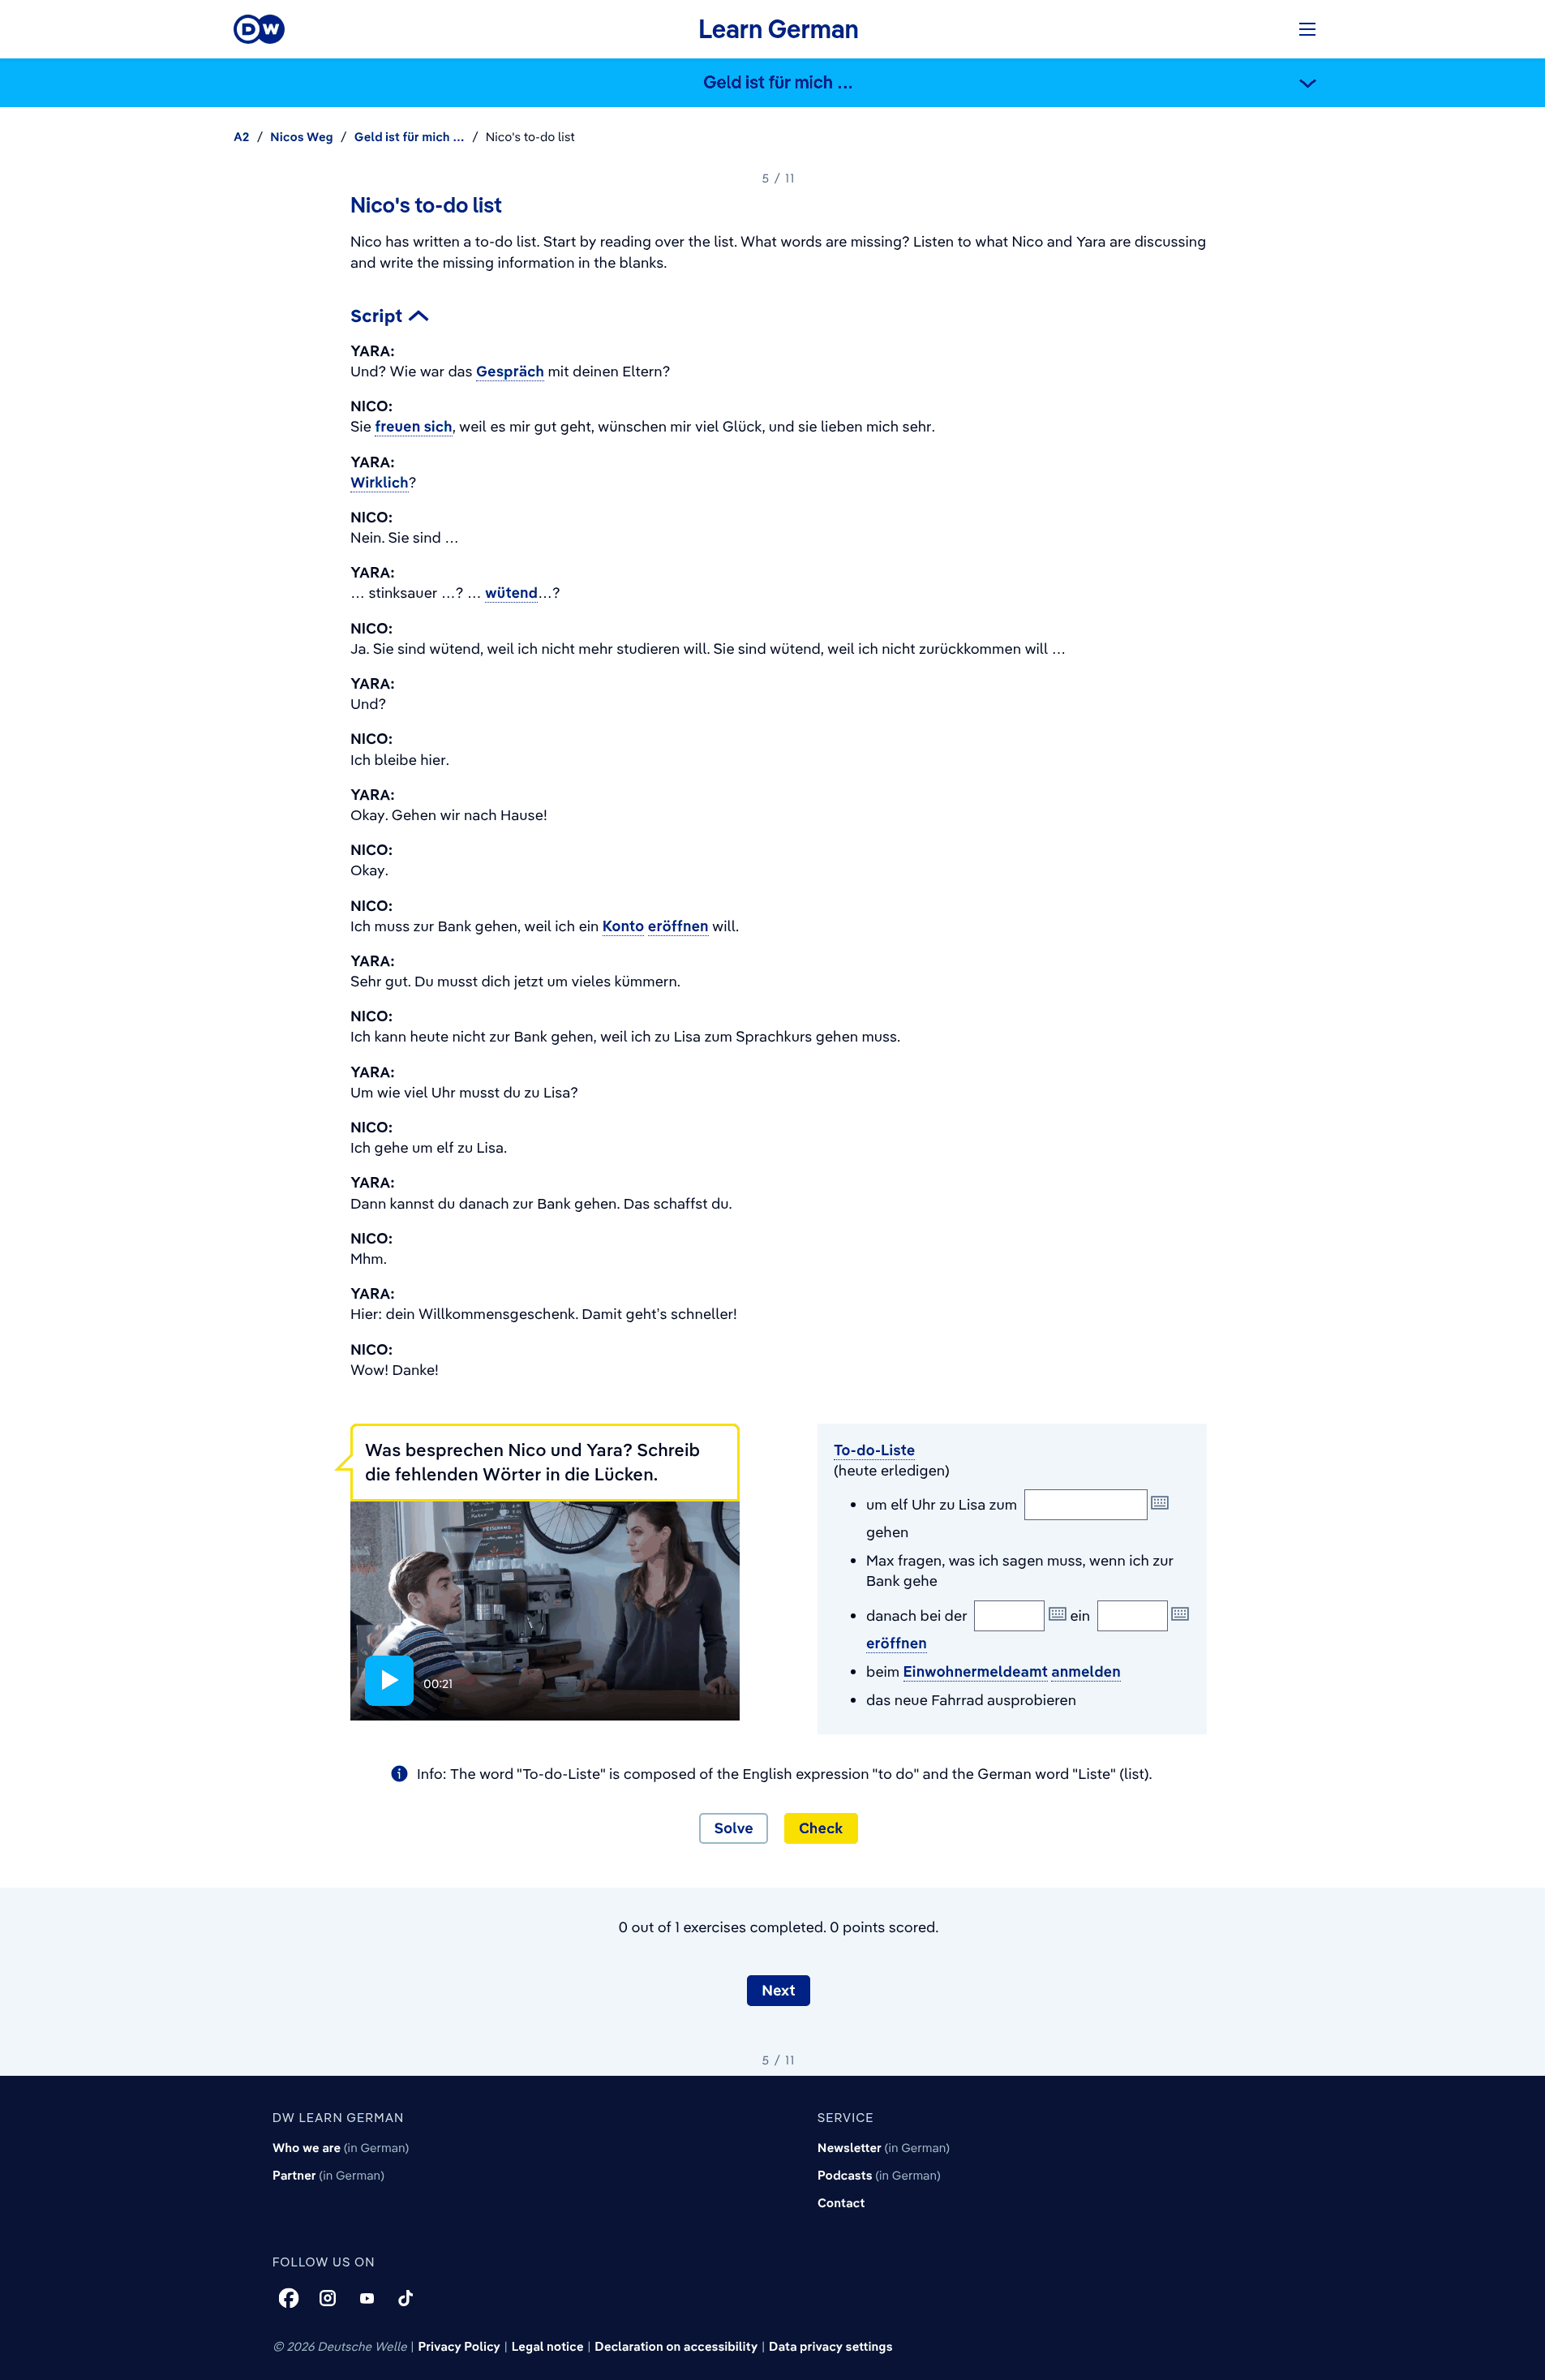 DW
Learn German
Geld ist für mich …
A2 / Nicos Weg / Geld ist für mich … / Nico's to-do list
5 / 11
Nico's to-do list
Nico has written a to-do list. Start by reading over the list. What words are missing? Listen to what Nico and Yara are discussing
and write the missing information in the blanks.
Script
YARA:
Und? Wie war das Gespräch mit deinen Eltern?
NICO:
Sie freuen sich, weil es mir gut geht, wünschen mir viel Glück, und sie lieben mich sehr.
YARA:
Wirklich?
NICO:
Nein. Sie sind …
YARA:
… stinksauer …? … wütend…?
NICO:
Ja. Sie sind wütend, weil ich nicht mehr studieren will. Sie sind wütend, weil ich nicht zurückkommen will …
YARA:
Und?
NICO:
Ich bleibe hier.
YARA:
Okay. Gehen wir nach Hause!
NICO:
Okay.
NICO:
Ich muss zur Bank gehen, weil ich ein Konto eröffnen will.
YARA:
Sehr gut. Du musst dich jetzt um vieles kümmern.
NICO:
Ich kann heute nicht zur Bank gehen, weil ich zu Lisa zum Sprachkurs gehen muss.
YARA:
Um wie viel Uhr musst du zu Lisa?
NICO:
Ich gehe um elf zu Lisa.
YARA:
Dann kannst du danach zur Bank gehen. Das schaffst du.
NICO:
Mhm.
YARA:
Hier: dein Willkommensgeschenk. Damit geht's schneller!
NICO:
Wow! Danke!
Was besprechen Nico und Yara? Schreib
die fehlenden Wörter in die Lücken.
00:21
To-do-Liste
(heute erledigen)
• um elf Uhr zu Lisa zum
gehen
• Max fragen, was ich sagen muss, wenn ich zur
Bank gehe
• danach bei der ein
eröffnen
• beim Einwohnermeldeamt anmelden
• das neue Fahrrad ausprobieren
Info: The word "To-do-Liste" is composed of the English expression "to do" and the German word "Liste" (list).
Solve Check
0 out of 1 exercises completed. 0 points scored.
Next
5 / 11
DW LEARN GERMAN
Who we are (in German)
Partner (in German)
SERVICE
Newsletter (in German)
Podcasts (in German)
Contact
FOLLOW US ON
© 2026 Deutsche Welle | Privacy Policy | Legal notice | Declaration on accessibility | Data privacy settings